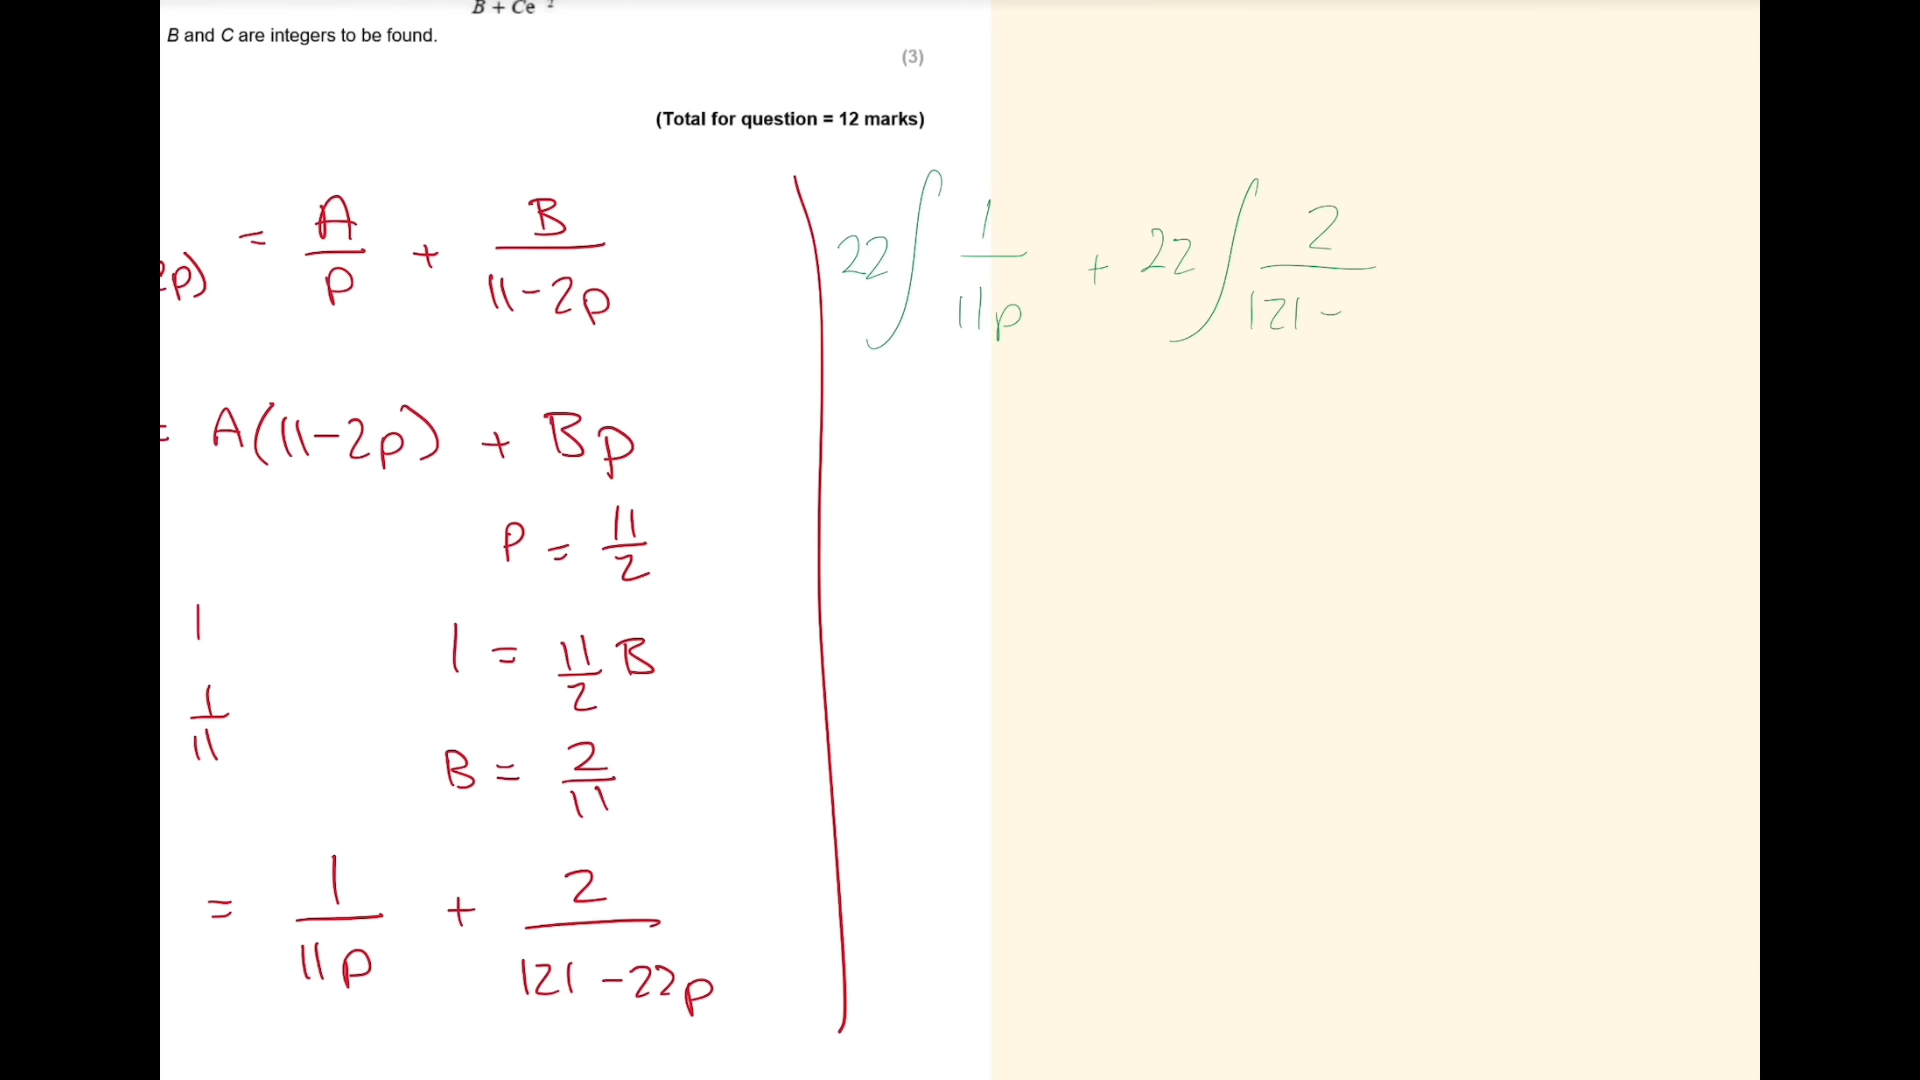 B + Ce
B and C are integers to be found.
(3)
(Total for question = 12 marks)
p) = A/P + B/(11-2p)
= A(11-2p) + Bp
P = 11/2
1
1 = 11/2 B
1/11
B = 2/11
= 1/11p + 2/(121-22p)
22∫ 1/11p + 22∫ 2/(121-